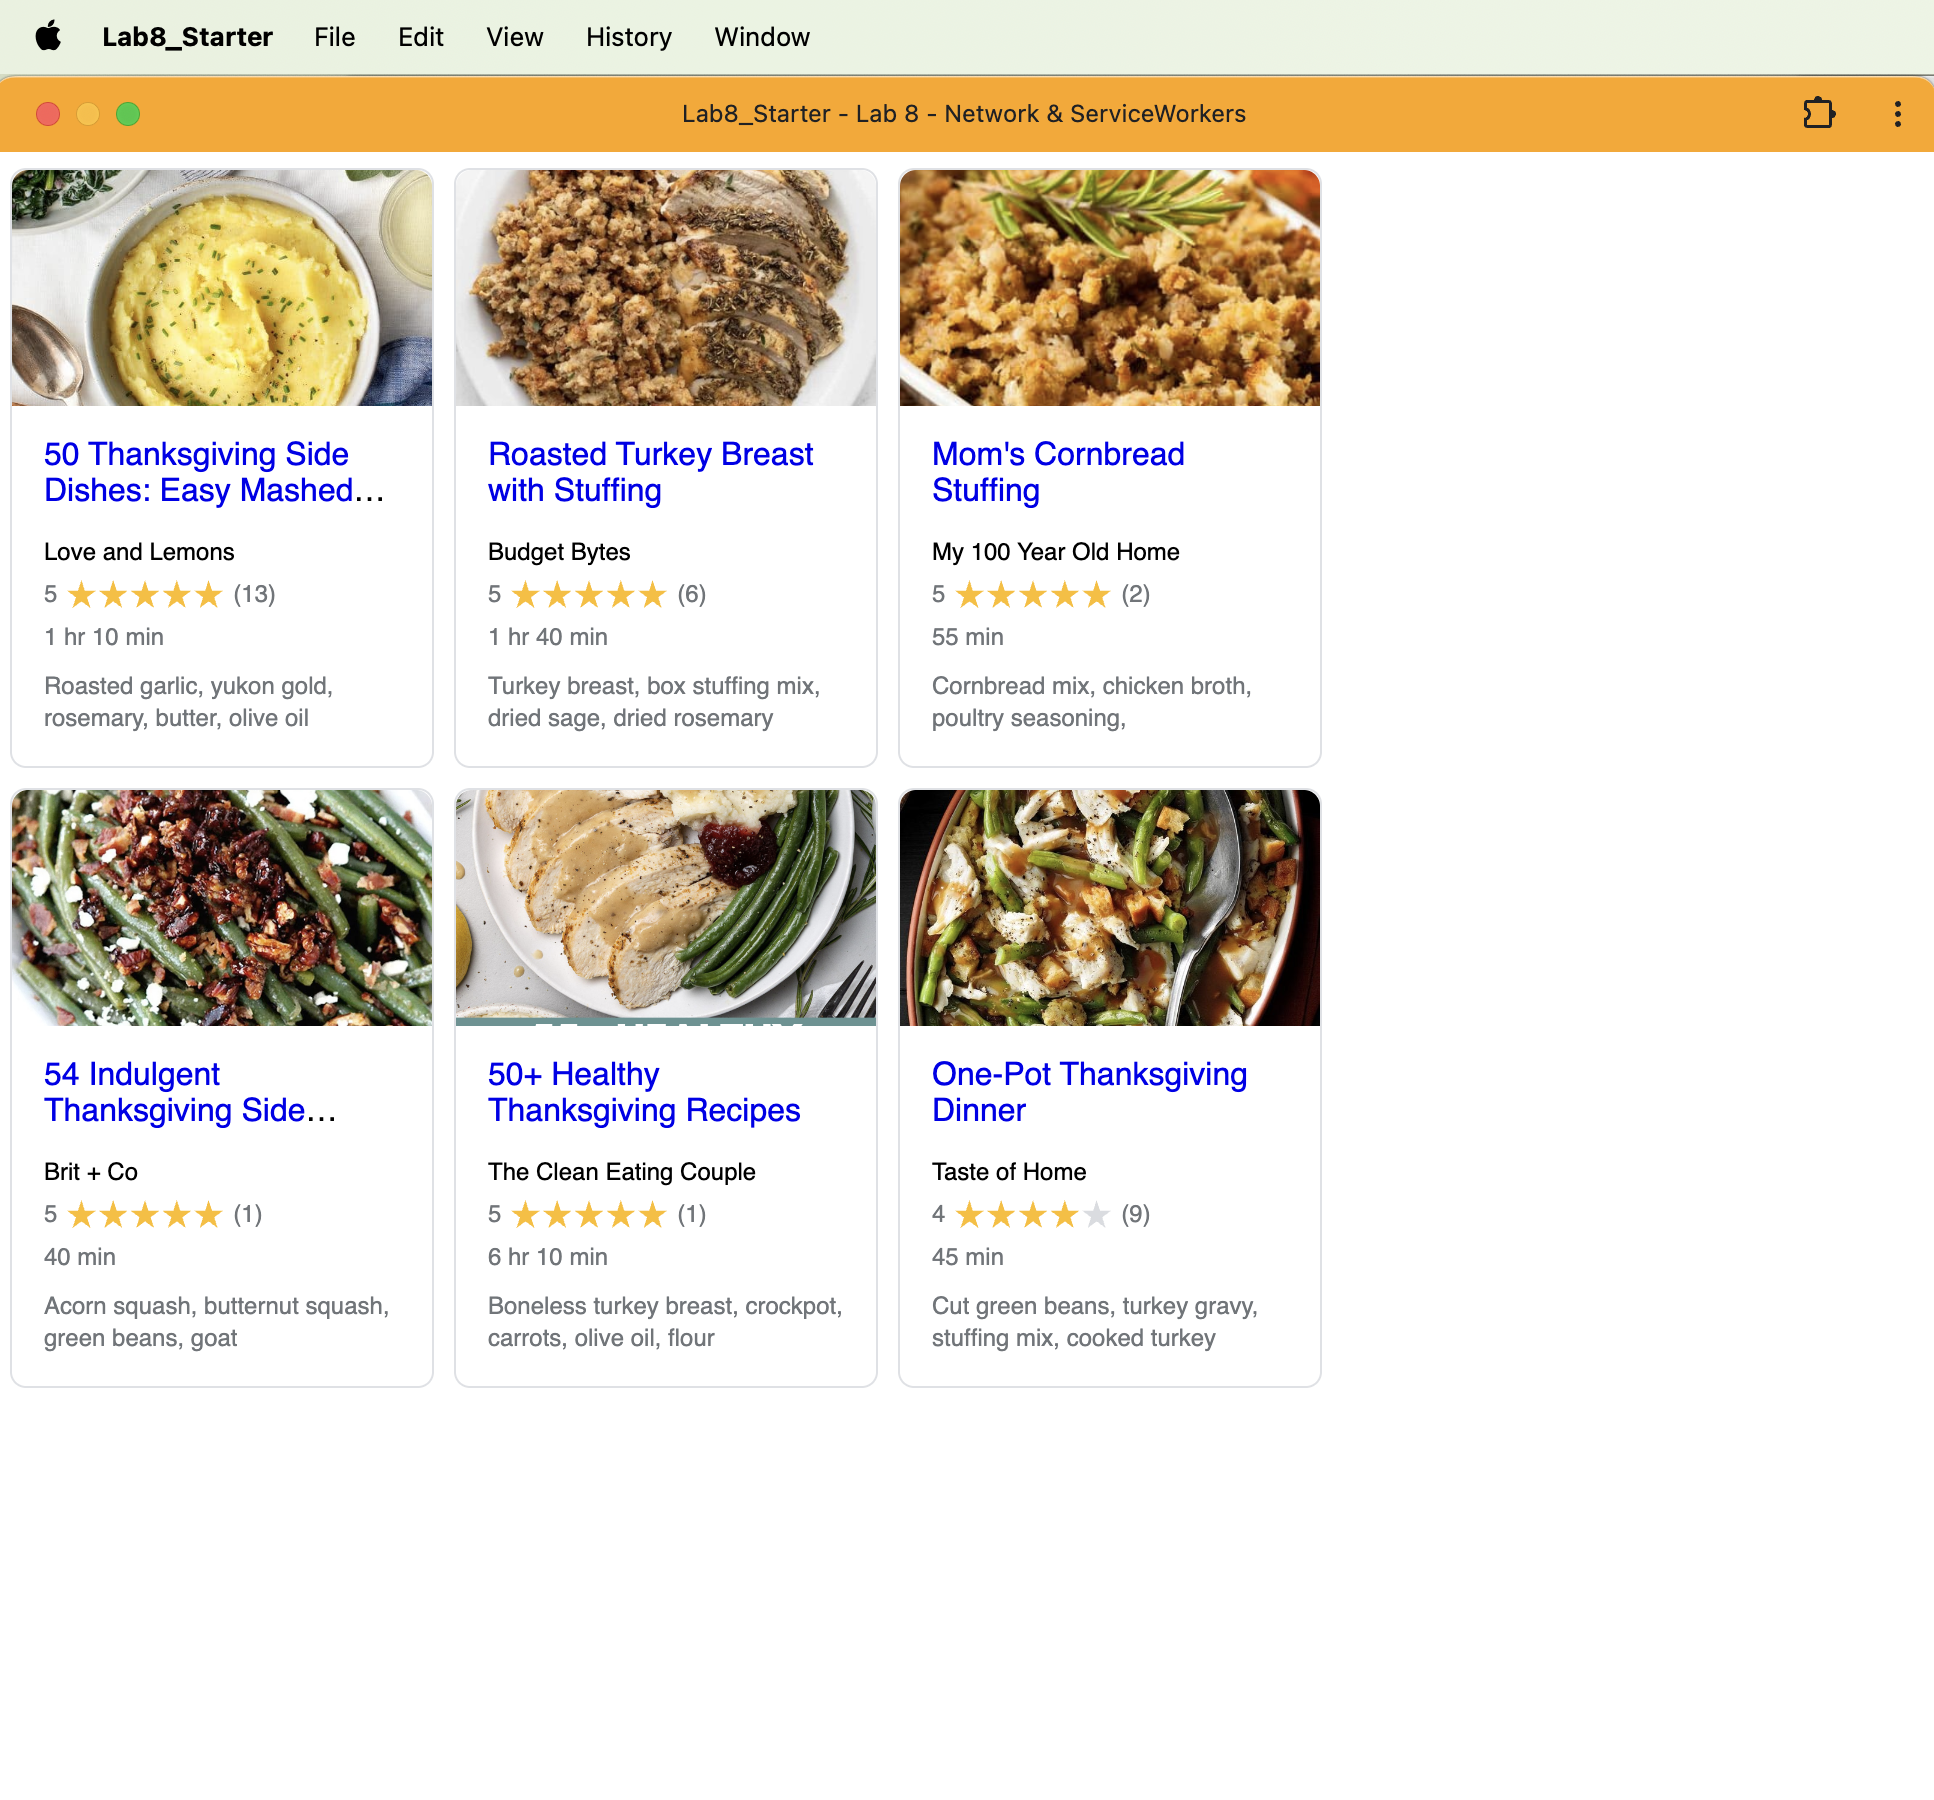 Lab8_Starter File Edit View History Window
Lab8_Starter - Lab 8 - Network & ServiceWorkers
50 Thanksgiving Side
Dishes: Easy Mashed...
Love and Lemons
5 ★★★★★ (13)
1 hr 10 min
Roasted garlic, yukon gold,
rosemary, butter, olive oil
Roasted Turkey Breast
with Stuffing
Budget Bytes
5 ★★★★★ (6)
1 hr 40 min
Turkey breast, box stuffing mix,
dried sage, dried rosemary
Mom's Cornbread
Stuffing
My 100 Year Old Home
5 ★★★★★ (2)
55 min
Cornbread mix, chicken broth,
poultry seasoning,
54 Indulgent
Thanksgiving Side...
Brit + Co
5 ★★★★★ (1)
40 min
Acorn squash, butternut squash,
green beans, goat
50+ Healthy
Thanksgiving Recipes
The Clean Eating Couple
5 ★★★★★ (1)
6 hr 10 min
Boneless turkey breast, crockpot,
carrots, olive oil, flour
One-Pot Thanksgiving
Dinner
Taste of Home
4 ★★★★★ (9)
45 min
Cut green beans, turkey gravy,
stuffing mix, cooked turkey